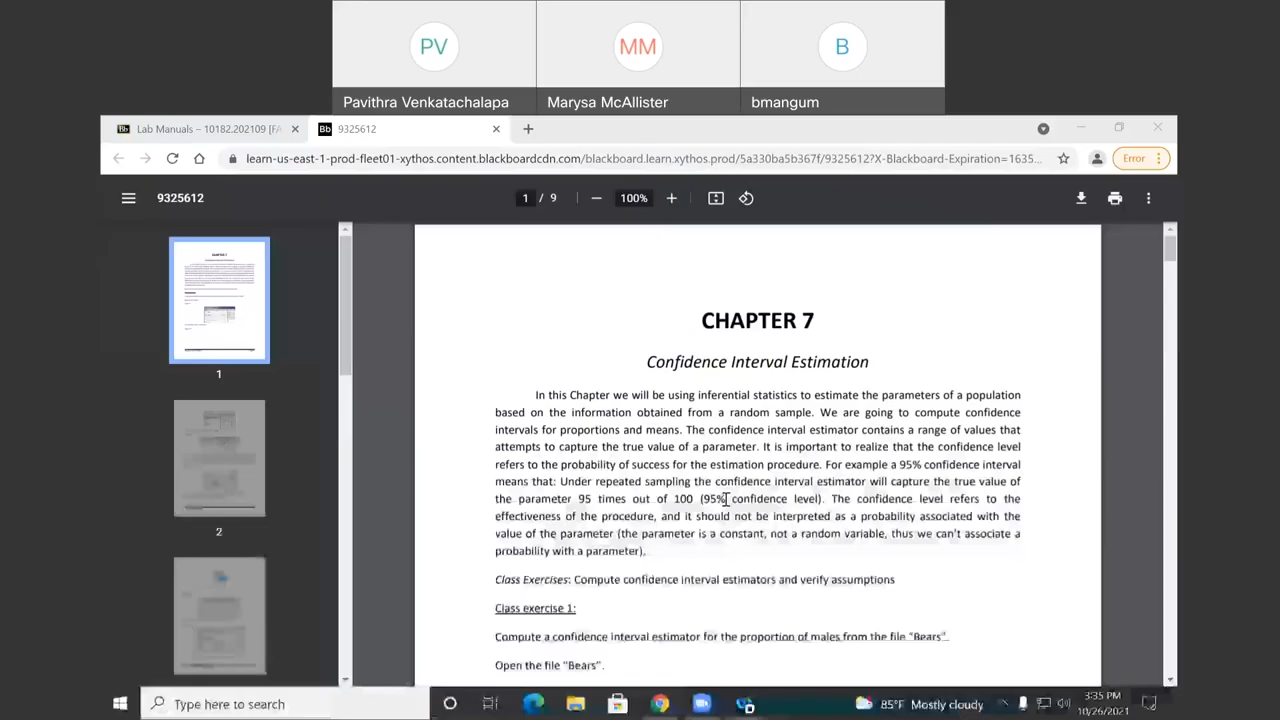 PV
MM
B
Pavithra Venkatachalapa
Marysa McAllister
bmangum
Bb Lab Manuals – 10182.202109 [FA
Bb 9325612
learn-us-east-1-prod-fleet01-xythos.content.blackboardcdn.com/blackboard.learn.xythos.prod/5a330ba5b367f/9325612?X-Blackboard-Expiration=1635...
Error
9325612
1 / 9
100%
1
2
CHAPTER 7
Confidence Interval Estimation
In this Chapter we will be using inferential statistics to estimate the parameters of a population
based on the information obtained from a random sample. We are going to compute confidence
intervals for proportions and means. The confidence interval estimator contains a range of values that
attempts to capture the true value of a parameter. It is important to realize that the confidence level
refers to the probability of success for the estimation procedure. For example a 95% confidence interval
means that: Under repeated sampling the confidence interval estimator will capture the true value of
the parameter 95 times out of 100 (95% confidence level). The confidence level refers to the
effectiveness of the procedure, and it should not be interpreted as a probability associated with the
value of the parameter (the parameter is a constant, not a random variable, thus we can't associate a
probability with a parameter).
Class Exercises: Compute confidence interval estimators and verify assumptions
Class exercise 1:
Compute a confidence interval estimator for the proportion of males from the file "Bears".
Open the file "Bears".
Type here to search
85°F Mostly cloudy
3:35 PM
10/26/2021